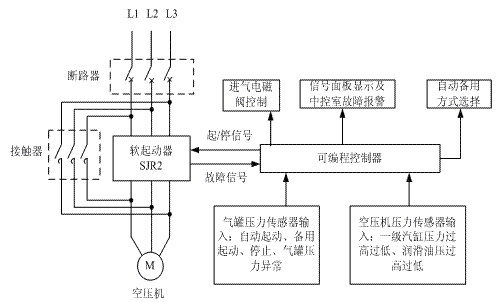 L1 L2 L3
断路器
进气电磁
阀控制
信号面板显示及
中控室故障报警
自动备用
方式选择
接触器
软起动器
SJR2
起/停信号
故障信号
可编程控制器
气罐压力传感器输
入：自动起动、备用
起动、停止、气罐压
力异常
空压机压力传感器输
入：一级汽缸压力过
高过低、润滑油压过
高过低
M
空压机